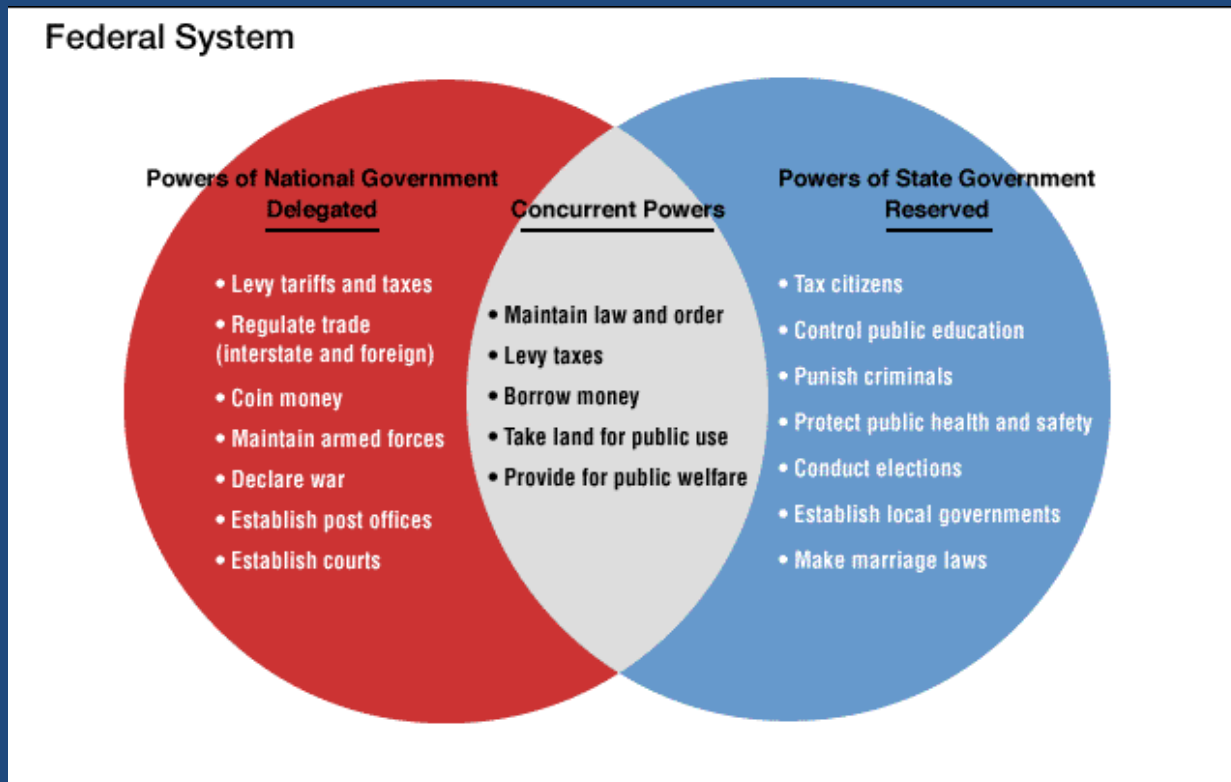 Federal System
Powers of National Government
Delegated
• Levy tariffs and taxes
• Regulate trade
(interstate and foreign)
• Coin money
• Maintain armed forces
• Declare war
• Establish post offices
• Establish courts
Concurrent Powers
• Maintain law and order
• Levy taxes
• Borrow money
• Take land for public use
• Provide for public welfare
Powers of State Government
Reserved
• Tax citizens
• Control public education
• Punish criminals
• Protect public health and safety
• Conduct elections
• Establish local governments
• Make marriage laws